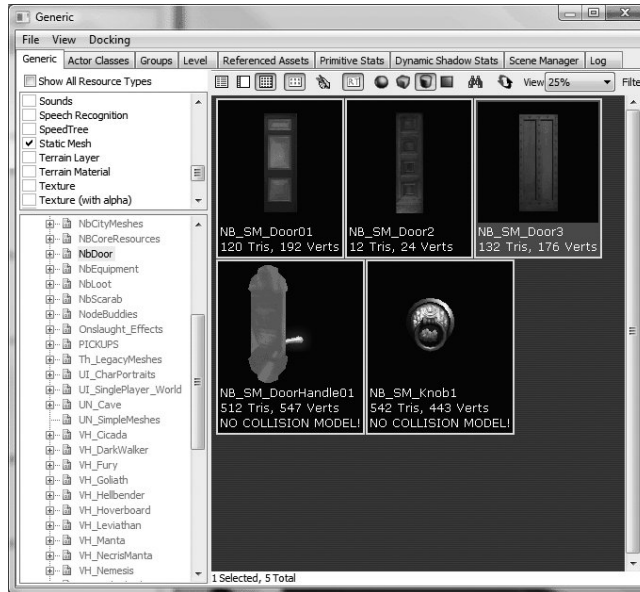 Generic
File View Docking
Generic Actor Classes Groups Level Referenced Assets Primitive Stats Dynamic Shadow Stats Scene Manager Log
Show All Resource Types
View 25% Filte
Sounds
Speech Recognition
SpeedTree
Static Mesh
Terrain Layer
Terrain Material
Texture
Texture (with alpha)
NbCityMeshes
NBCoreResources
NbDoor
NbEquipment
NbLoot
NbScarab
NodeBuddies
Onslaught_Effects
PICKUPS
Th_LegacyMeshes
UI_CharPortraits
UI_SinglePlayer_World
UN_Cave
UN_SimpleMeshes
VH_Cicada
VH_DarkWalker
VH_Fury
VH_Goliath
VH_Hellbender
VH_Hoverboard
VH_Leviathan
VH_Manta
VH_NecrisManta
VH_Nemesis
NB_SM_Door01
120 Tris, 192 Verts
NB_SM_Door2
12 Tris, 24 Verts
NB_SM_Door3
132 Tris, 176 Verts
NB_SM_DoorHandle01
512 Tris, 547 Verts
NO COLLISION MODEL!
NB_SM_Knob1
542 Tris, 443 Verts
NO COLLISION MODEL!
1 Selected, 5 Total